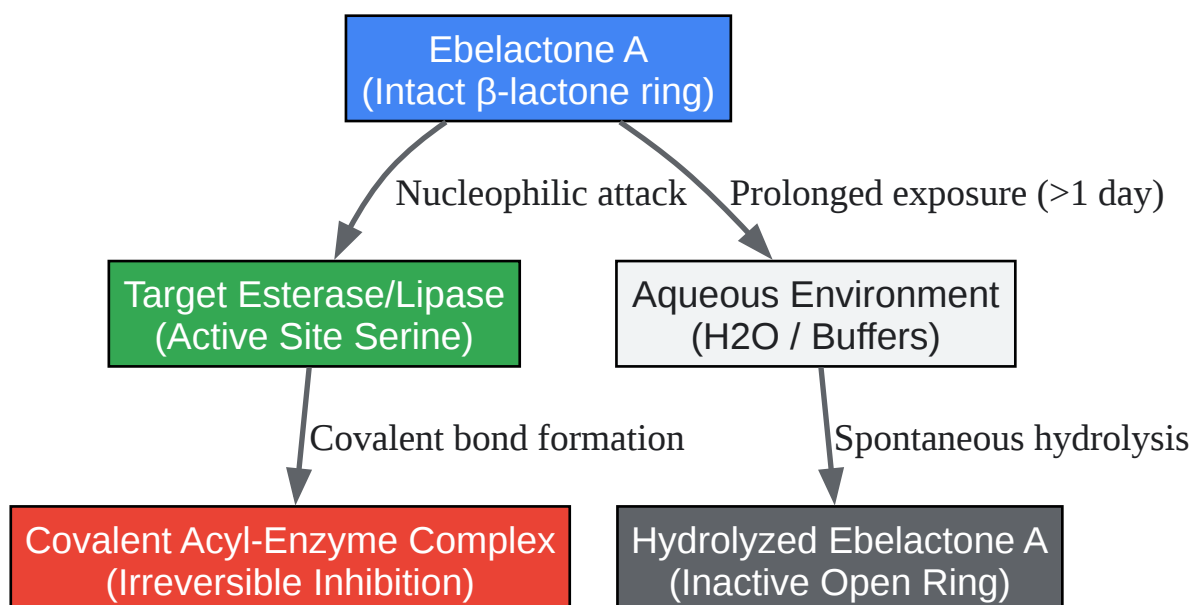 Ebelactone A
(Intact β-lactone ring)
Nucleophilic attack
Prolonged exposure (>1 day)
Target Esterase/Lipase
(Active Site Serine)
Aqueous Environment
(H2O / Buffers)
Covalent bond formation
Spontaneous hydrolysis
Covalent Acyl-Enzyme Complex
(Irreversible Inhibition)
Hydrolyzed Ebelactone A
(Inactive Open Ring)